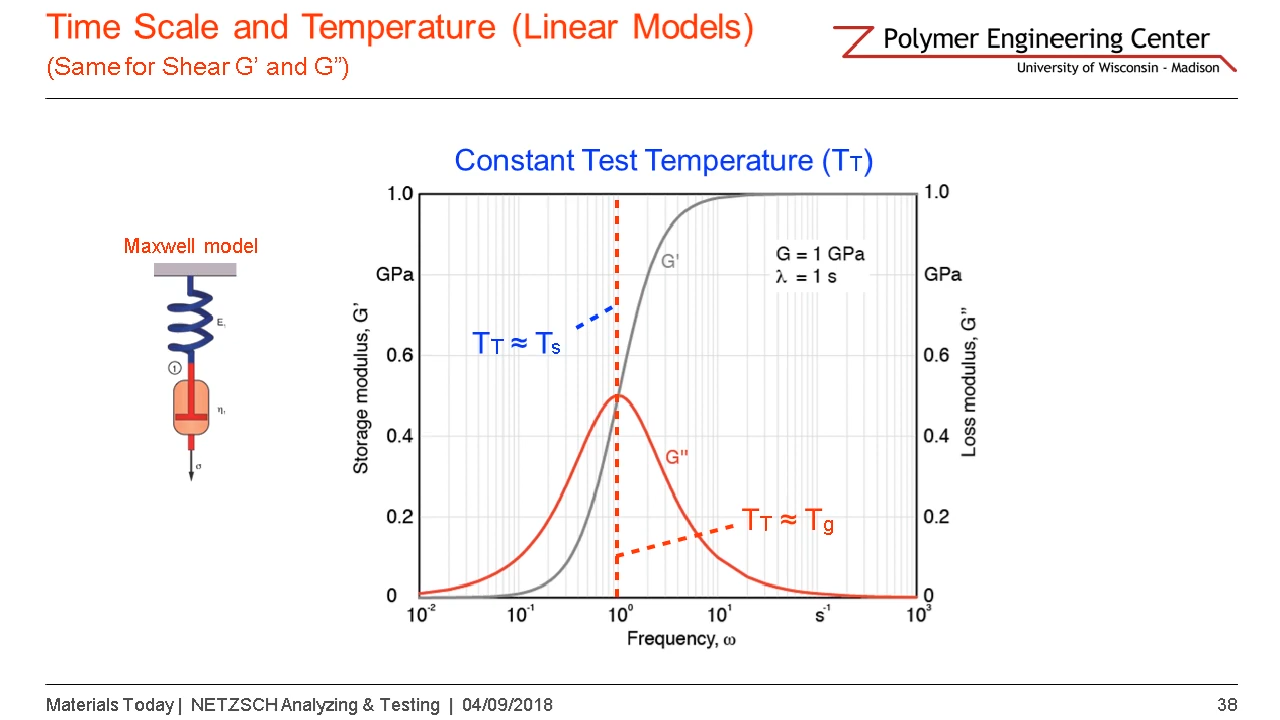 Time Scale and Temperature (Linear Models)
(Same for Shear G’ and G”)
Polymer Engineering Center
University of Wisconsin - Madison
Constant Test Temperature (TT)
Maxwell model
E1
1
η1
σ
1.0
GPa
0.6
0.4
0.2
0
Storage modulus, G’
1.0
GPa
0.6
0.4
0.2
0
Loss modulus, G”
G'
G = 1 GPa
λ = 1 s
TT ≈ Ts
G"
TT ≈ Tg
10-2 10-1 100 101 s-1 103
Frequency, ω
Materials Today | NETZSCH Analyzing & Testing | 04/09/2018
38